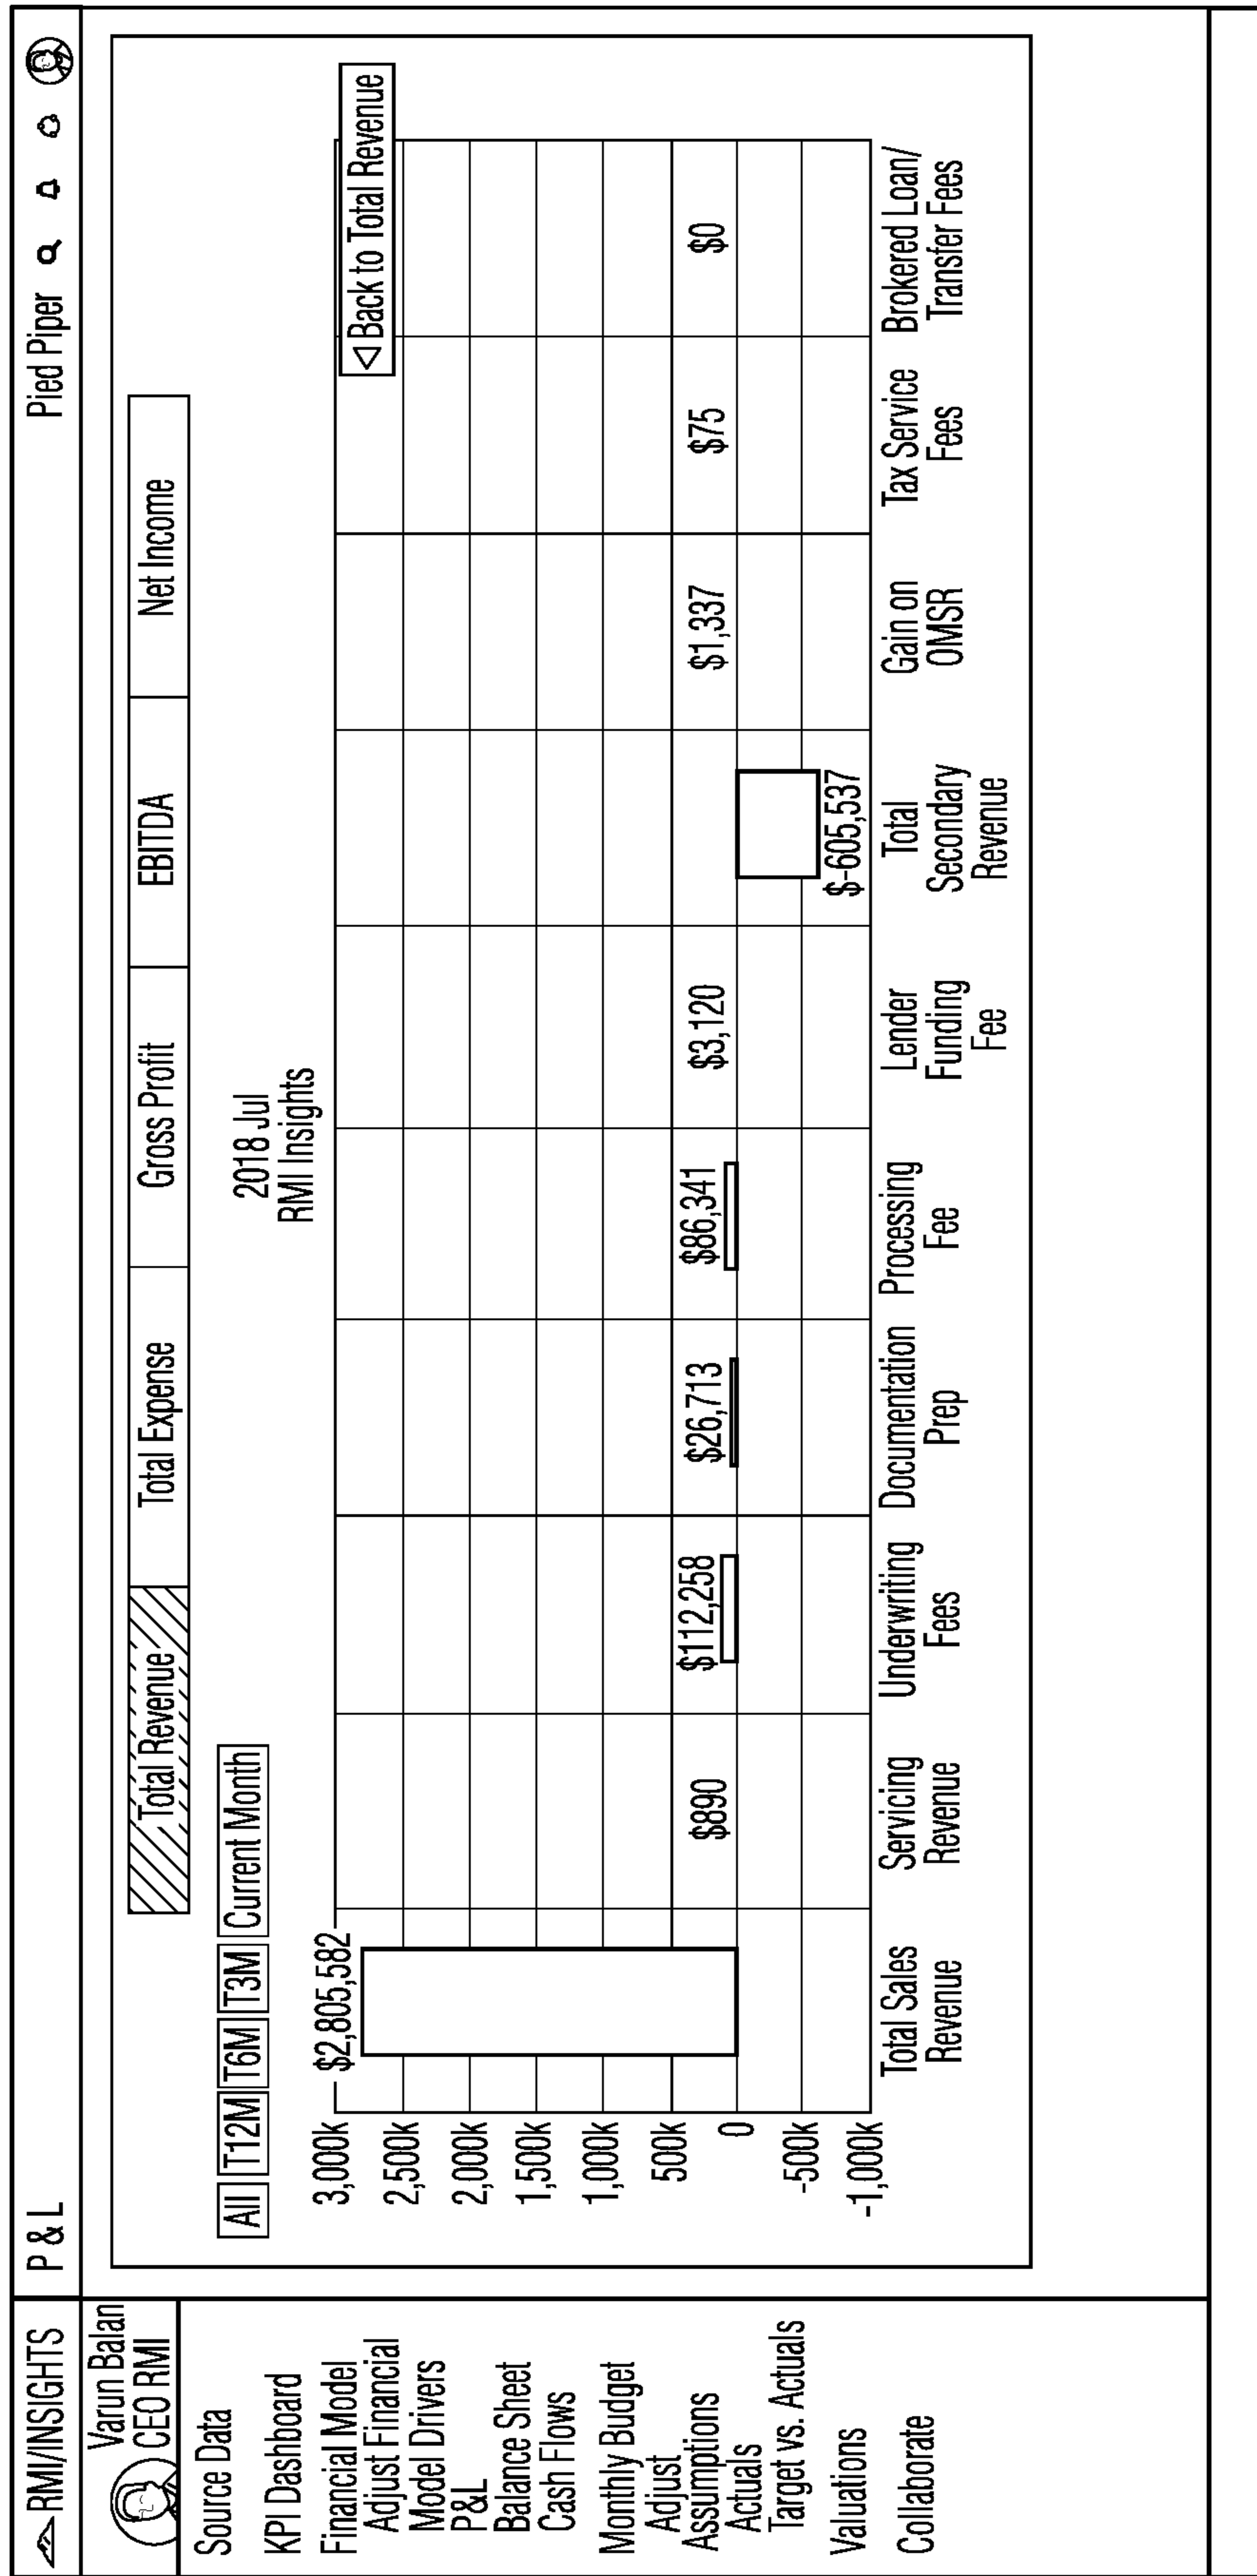 RMI/INSIGHTS
P & L
Pied Piper
Varun Balan
CEO RMI
Source Data
KPI Dashboard
Financial Model
Adjust Financial
Model Drivers
P&L
Balance Sheet
Cash Flows
Monthly Budget
Adjust
Assumptions
Actuals
Target vs. Actuals
Valuations
Collaborate
Total Revenue
Total Expense
Gross Profit
EBITDA
Net Income
All
T12M
T6M
T3M
Current Month
2018 Jul
RMI Insights
◁ Back to Total Revenue
3,000k
2,500k
2,000k
1,500k
1,000k
500k
0
-500k
-1,000k
$2,805,582
$890
$112,258
$26,713
$86,341
$3,120
$-605,537
$1,337
$75
$0
Total Sales
Revenue
Servicing
Revenue
Underwriting
Fees
Documentation
Prep
Processing
Fee
Lender
Funding
Fee
Total
Secondary
Revenue
Gain on
OMSR
Tax Service
Fees
Brokered Loan/
Transfer Fees